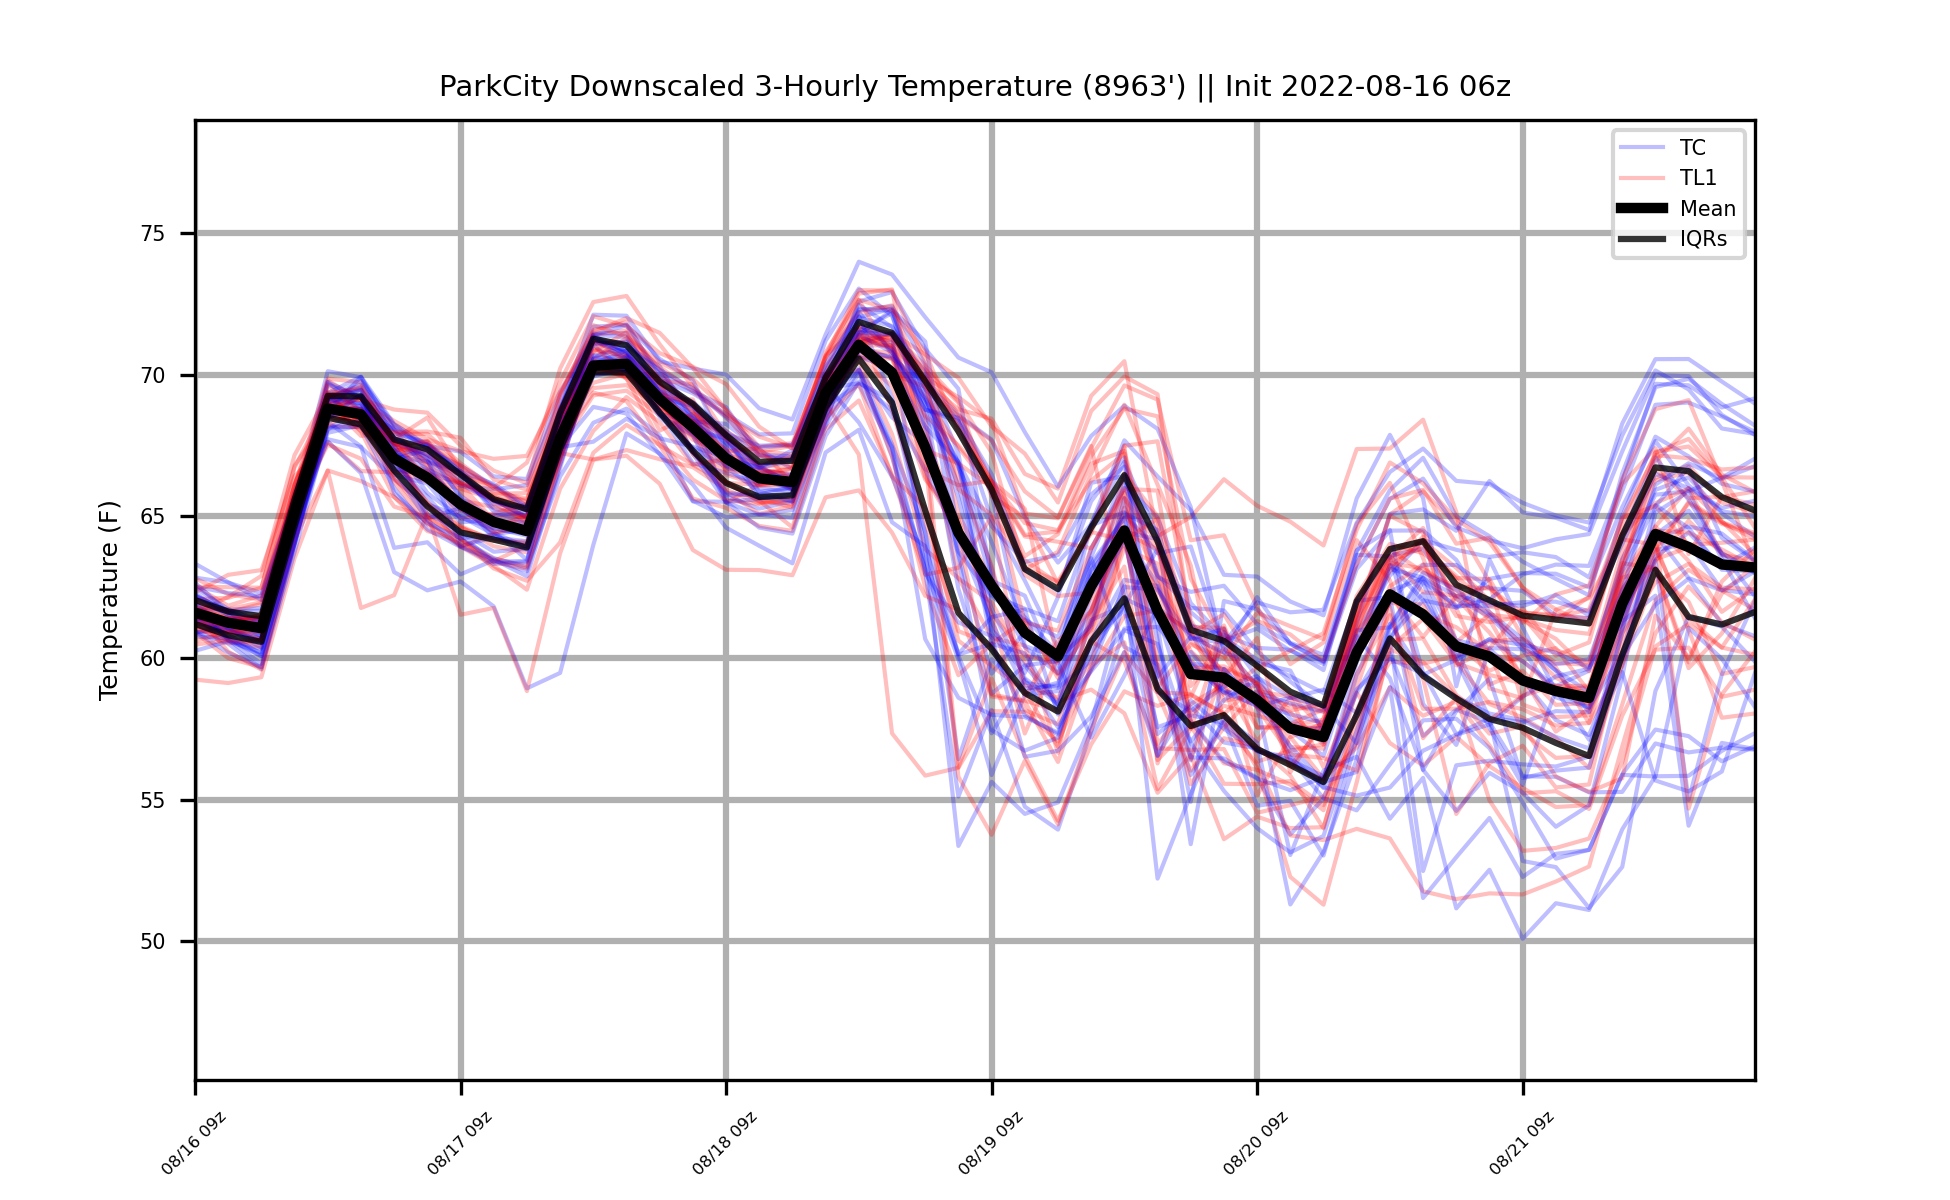 ParkCity Downscaled 3-Hourly Temperature (8963') || Init 2022-08-16 06z
TC
TL1
Mean
IQRs
Temperature (F)
75
70
65
60
55
50
08/16 09z
08/17 09z
08/18 09z
08/19 09z
08/20 09z
08/21 09z